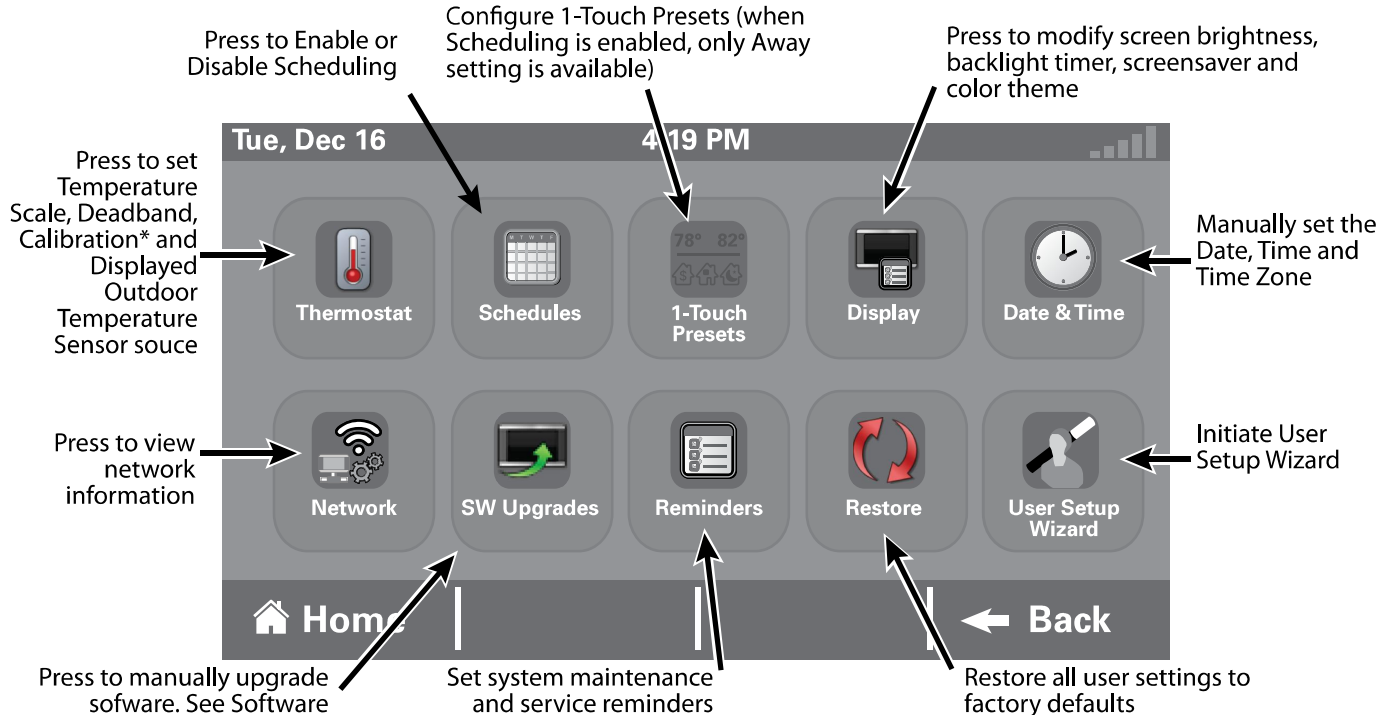 Configure 1-Touch Presets (when
Scheduling is enabled, only Away
setting is available)
Press to Enable or
Disable Scheduling
Press to modify screen brightness,
backlight timer, screensaver and
color theme
Tue, Dec 16
4:19 PM
Press to set
Temperature
Scale, Deadband,
Calibration* and
Displayed
Outdoor
Temperature
Sensor souce
Thermostat
M T W T F
Schedules
78° 82°
1-Touch
Presets
Display
Date & Time
Manually set the
Date, Time and
Time Zone
Press to view
network
information
Network
SW Upgrades
Reminders
Restore
User Setup
Wizard
Initiate User
Setup Wizard
Home
Back
Press to manually upgrade
sofware. See Software
Set system maintenance
and service reminders
Restore all user settings to
factory defaults